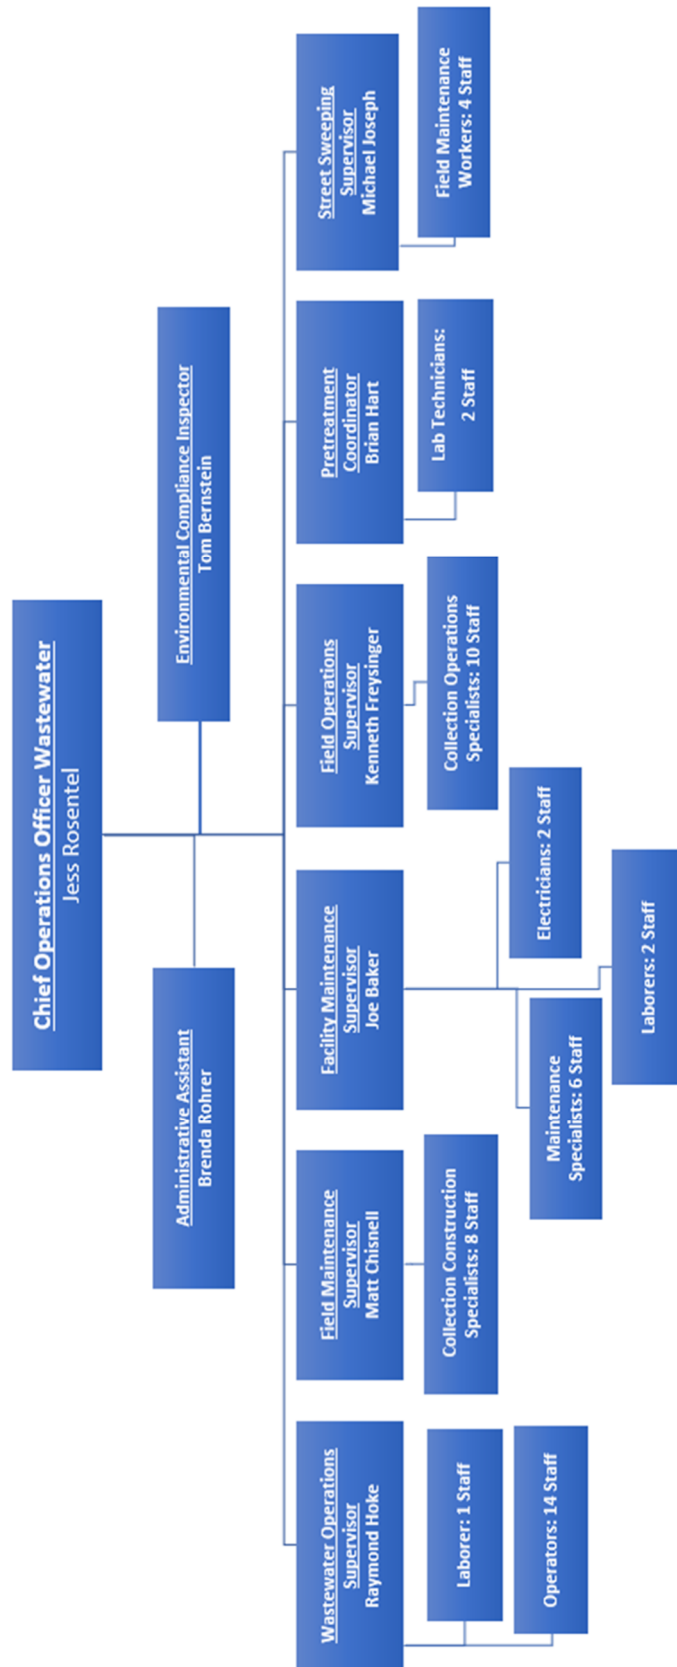 Chief Operations Officer Wastewater
Jess Rosentel
Administrative Assistant
Brenda Rohrer
Environmental Compliance Inspector
Tom Bernstein
Wastewater Operations
Supervisor
Raymond Hoke
Laborer: 1 Staff
Operators: 14 Staff
Field Maintenance
Supervisor
Matt Chisnell
Collection Construction
Specialists: 8 Staff
Facility Maintenance
Supervisor
Joe Baker
Electricians: 2 Staff
Maintenance
Specialists: 6 Staff
Laborers: 2 Staff
Field Operations
Supervisor
Kenneth Freysinger
Collection Operations
Specialists: 10 Staff
Pretreatment
Coordinator
Brian Hart
Lab Technicians:
2 Staff
Street Sweeping
Supervisor
Michael Joseph
Field Maintenance
Workers: 4 Staff